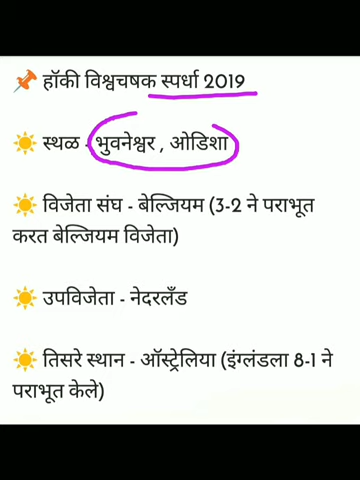 📌 हॉकी विश्वचषक स्पर्धा 2019
☀️ स्थळ - भुवनेश्वर , ओडिशा
☀️ विजेता संघ - बेल्जियम (3-2 ने पराभूत
करत बेल्जियम विजेता)
☀️ उपविजेता - नेदरलँड
☀️ तिसरे स्थान - ऑस्ट्रेलिया (इंग्लंडला 8-1 ने
पराभूत केले)